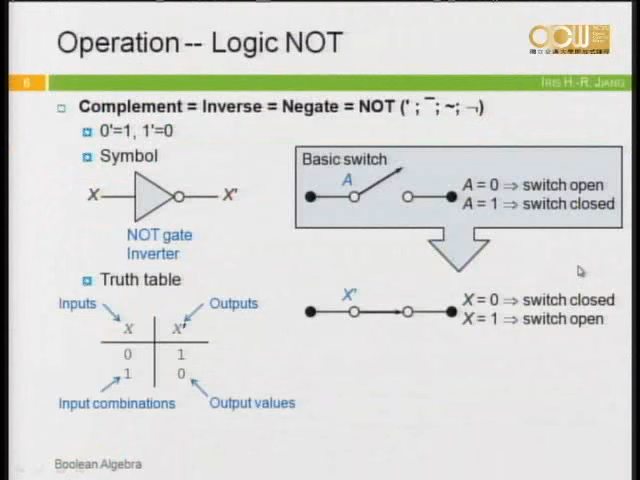 Operation -- Logic NOT
6
IRIS H.-R. JIANG
Complement = Inverse = Negate = NOT (' ; ¯ ; ~; ¬)
0'=1, 1'=0
Symbol
X
X'
NOT gate
Inverter
Basic switch
A
A = 0 ⇒ switch open
A = 1 ⇒ switch closed
Truth table
Inputs
Outputs
X X'
0 1
1 0
Input combinations
Output values
X'
X = 0 ⇒ switch closed
X = 1 ⇒ switch open
Boolean Algebra